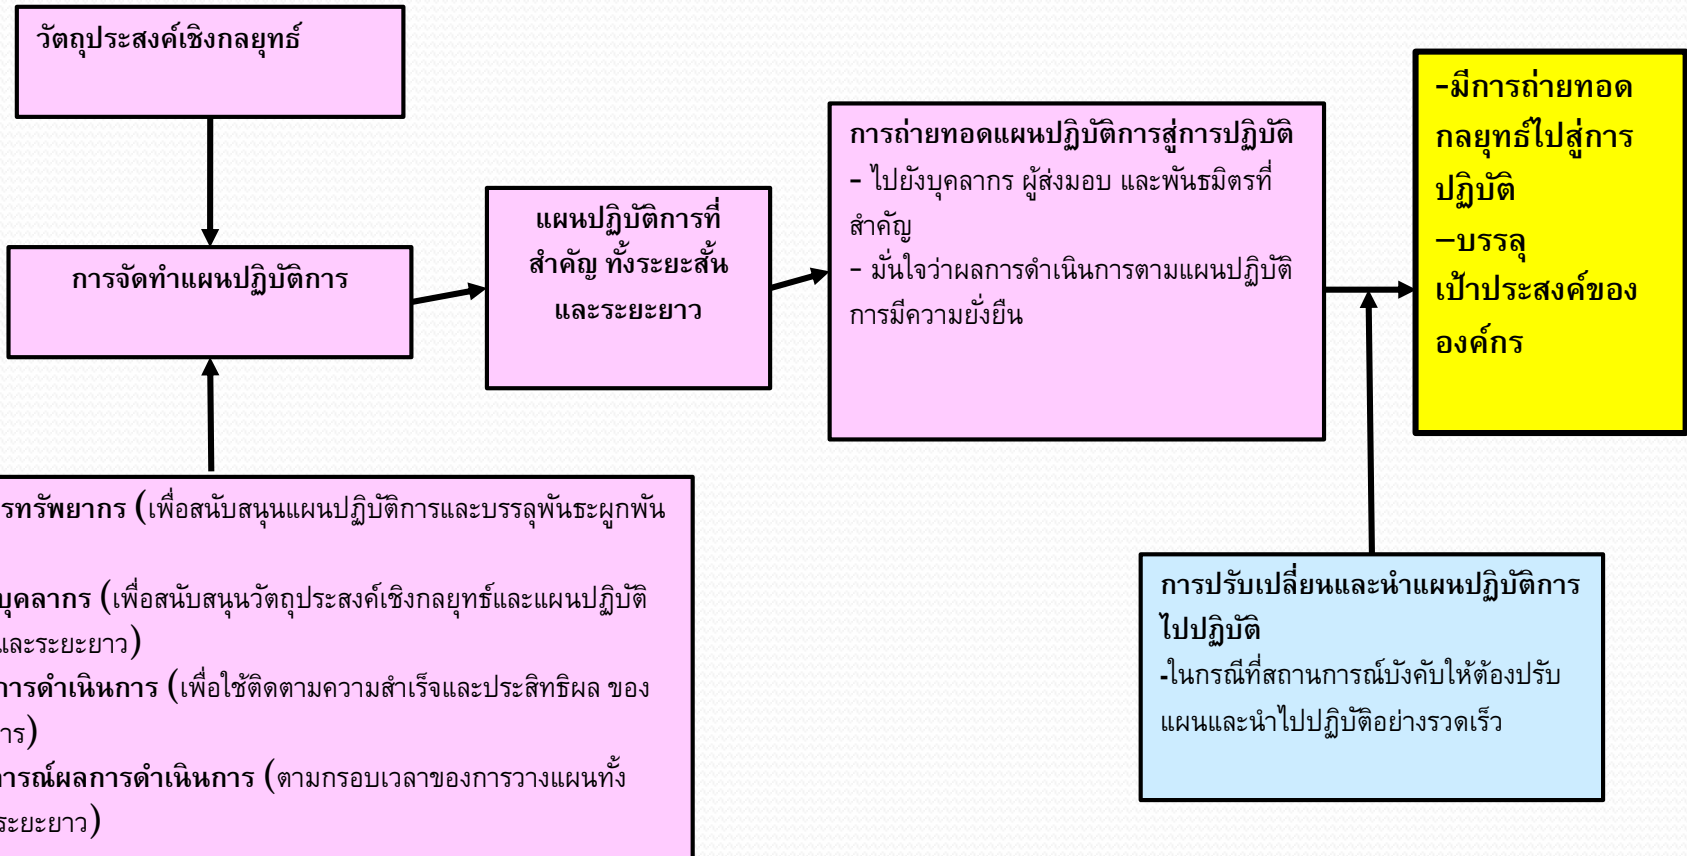 วัตถุประสงค์เชิงกลยุทธ์
การจัดทำแผนปฏิบัติการ
แผนปฏิบัติการที่
สำคัญ ทั้งระยะสั้น
และระยะยาว
การถ่ายทอดแผนปฏิบัติการสู่การปฏิบัติ
- ไปยังบุคลากร ผู้ส่งมอบ และพันธมิตรที่
สำคัญ
- มั่นใจว่าผลการดำเนินการตามแผนปฏิบัติ
การมีความยั่งยืน
-มีการถ่ายทอด
กลยุทธ์ไปสู่การ
ปฏิบัติ
–บรรลุ
เป้าประสงค์ของ
องค์กร
รทรัพยากร (เพื่อสนับสนุนแผนปฏิบัติการและบรรลุพันธะผูกพัน
บุคลากร (เพื่อสนับสนุนวัตถุประสงค์เชิงกลยุทธ์และแผนปฏิบัติ
และระยะยาว)
การดำเนินการ (เพื่อใช้ติดตามความสำเร็จและประสิทธิผล ของ
าร)
การณ์ผลการดำเนินการ (ตามกรอบเวลาของการวางแผนทั้ง
ระยะยาว)
การปรับเปลี่ยนและนำแผนปฏิบัติการ
ไปปฏิบัติ
-ในกรณีที่สถานการณ์บังคับให้ต้องปรับ
แผนและนำไปปฏิบัติอย่างรวดเร็ว